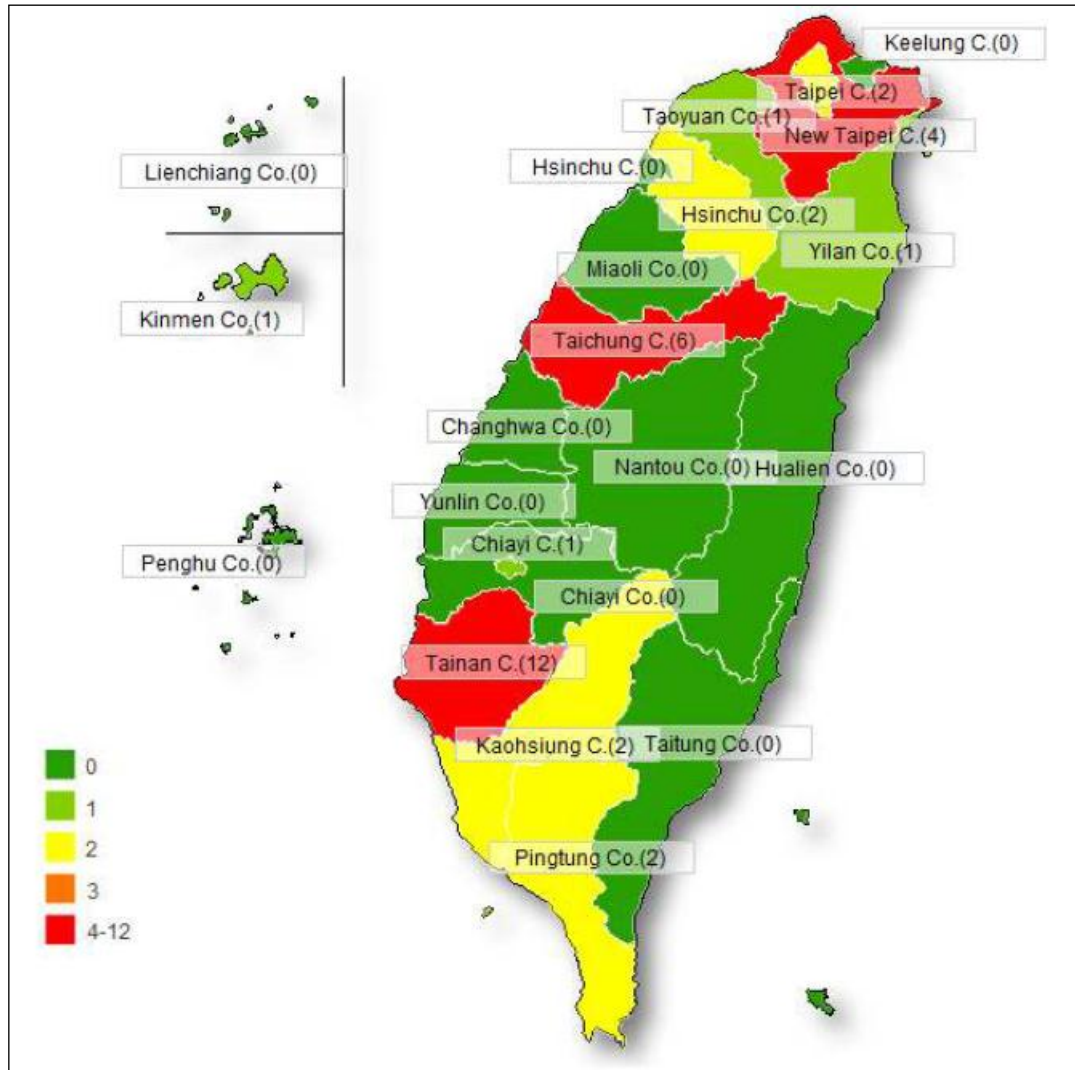 Keelung C.(0)
Taipei C.(2)
Taoyuan Co.(1)
New Taipei C.(4)
Lienchiang Co.(0)
Hsinchu C.(0)
Hsinchu Co.(2)
Yilan Co.(1)
Miaoli Co.(0)
Kinmen Co.(1)
Taichung C.(6)
Changhwa Co.(0)
Nantou Co.(0)
Hualien Co.(0)
Yunlin Co.(0)
Chiayi C.(1)
Penghu Co.(0)
Chiayi Co.(0)
Tainan C.(12)
Kaohsiung C.(2)
Taitung Co.(0)
Pingtung Co.(2)
0
1
2
3
4-12